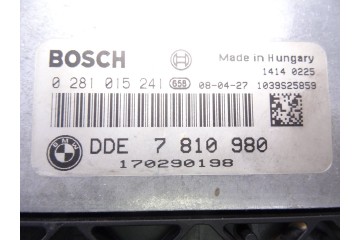 BOSCH
Made in Hungary
1414 0225
0 281 015 241 658 08-04-27 1039S25859
BMW
DDE 7 810 980
170290198